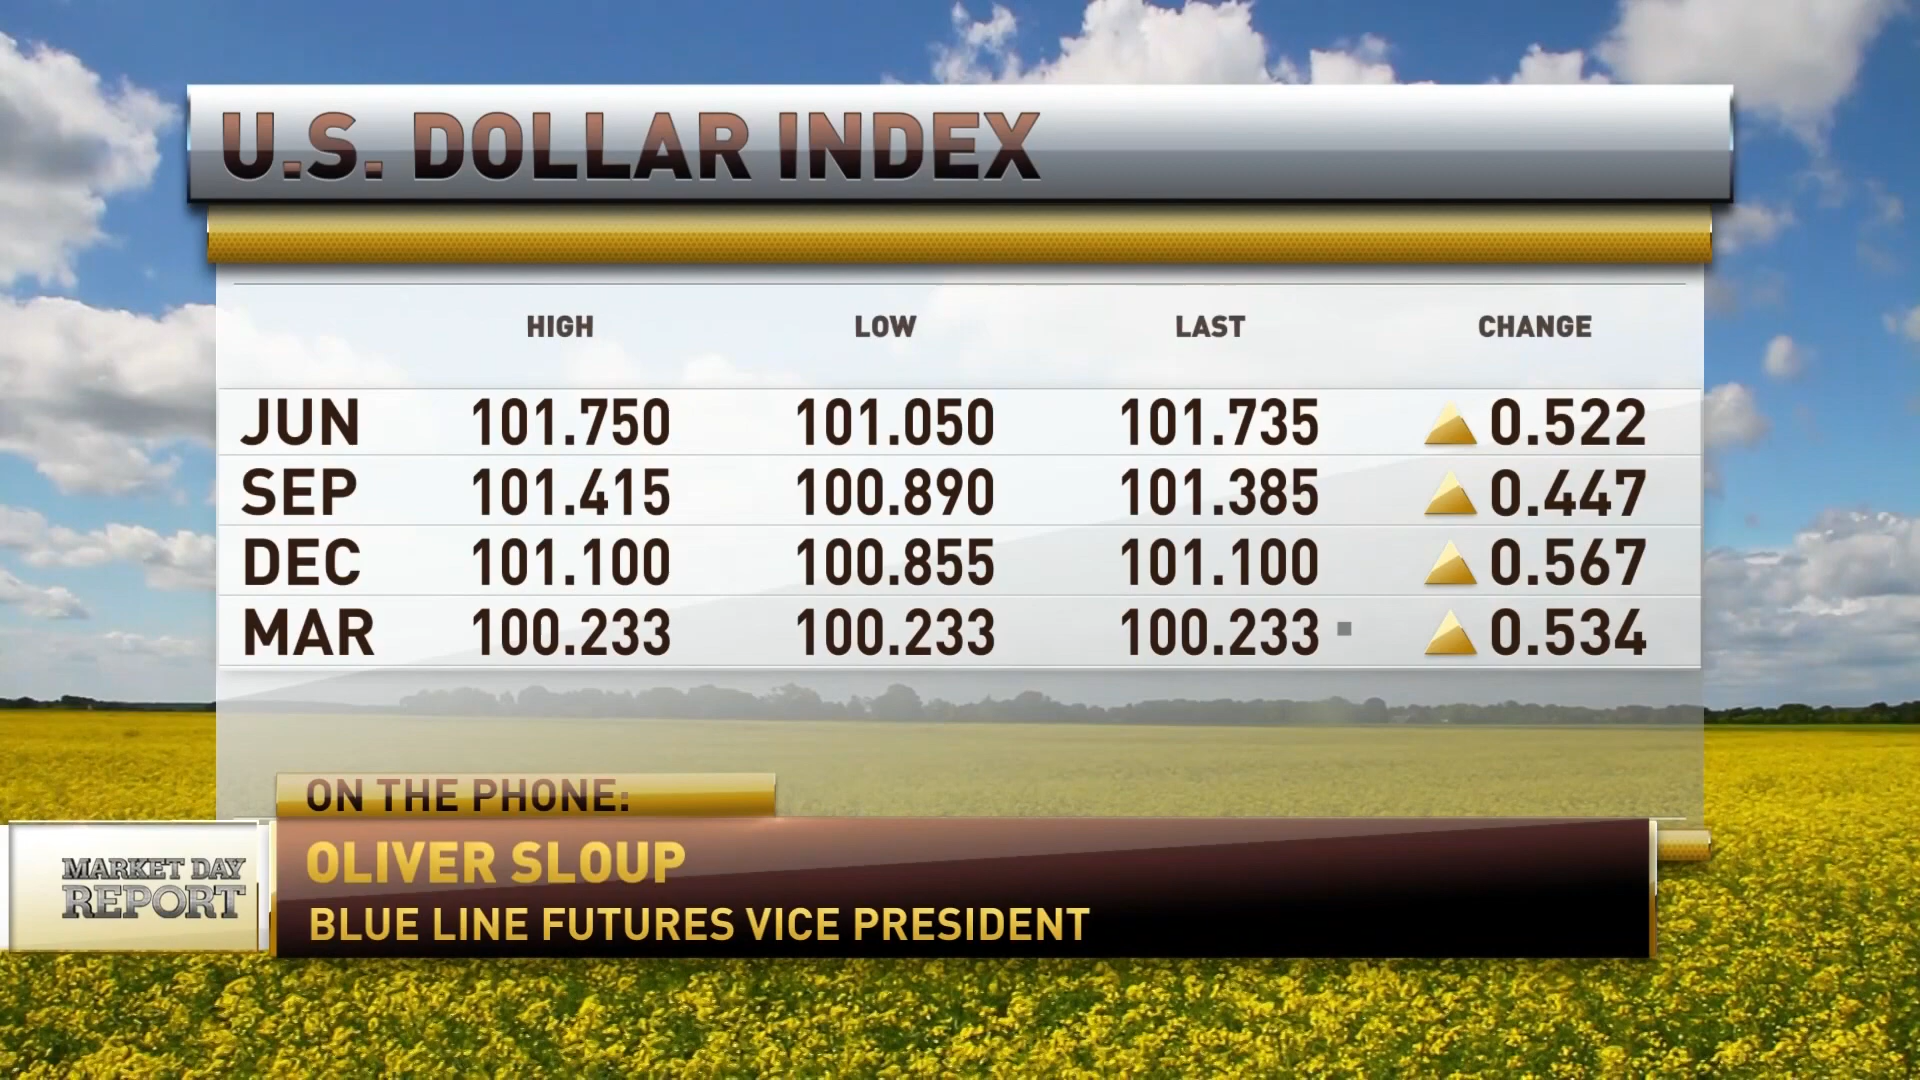 U.S. DOLLAR INDEX
HIGH LOW LAST CHANGE
JUN 101.750 101.050 101.735 0.522
SEP 101.415 100.890 101.385 0.447
DEC 101.100 100.855 101.100 0.567
MAR 100.233 100.233 100.233 0.534
ON THE PHONE:
OLIVER SLOUP
BLUE LINE FUTURES VICE PRESIDENT
MARKET DAY
REPORT